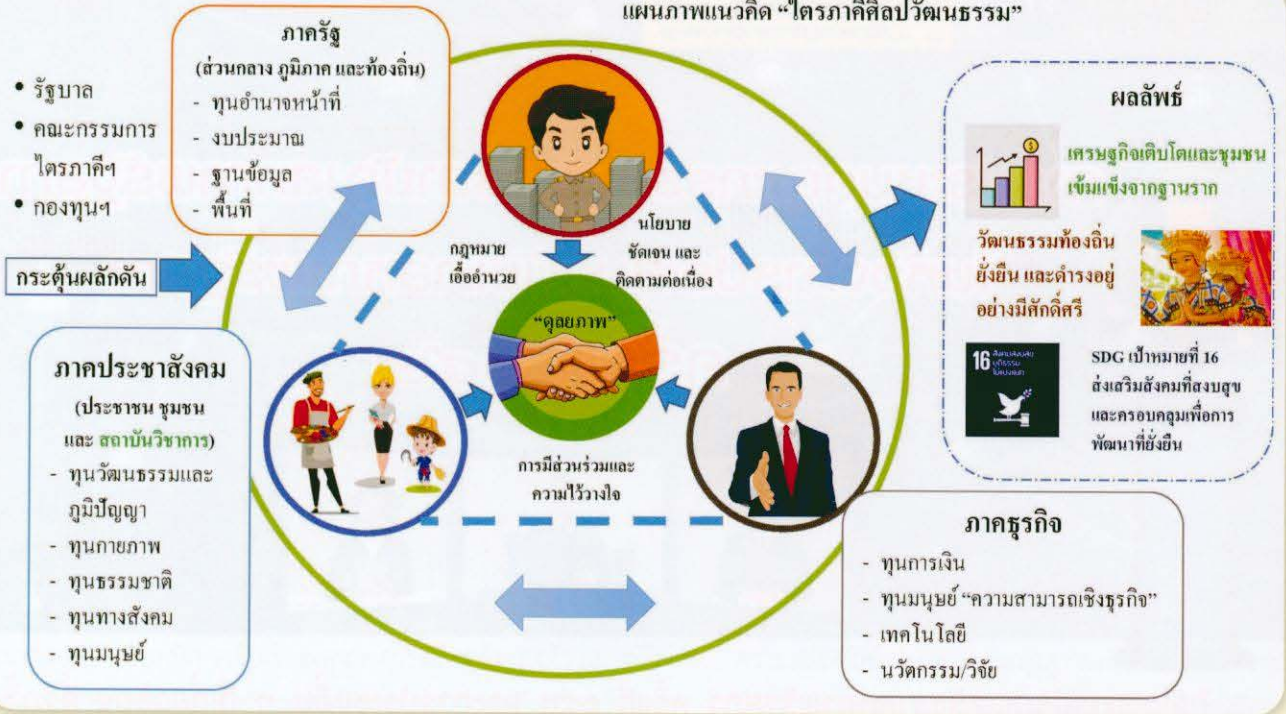 แผนภาพแนวคิด “ไตรภาคีศิลปวัฒนธรรม”
ภาครัฐ
(ส่วนกลาง ภูมิภาค และท้องถิ่น)
- ทุนอำนาจหน้าที่
- งบประมาณ
- ฐานข้อมูล
- พื้นที่
• รัฐบาล
• คณะกรรมการ
ไตรภาคีฯ
• กองทุนฯ
กระตุ้นผลักดัน
กฎหมาย
เอื้ออำนวย
นโยบาย
ชัดเจน และ
ติดตามต่อเนื่อง
“ดุลยภาพ”
การมีส่วนร่วมและ
ความไว้วางใจ
ภาคประชาสังคม
(ประชาชน ชุมชน
และ สถาบันวิชาการ)
- ทุนวัฒนธรรมและ
ภูมิปัญญา
- ทุนกายภาพ
- ทุนธรรมชาติ
- ทุนทางสังคม
- ทุนมนุษย์
ภาคธุรกิจ
- ทุนการเงิน
- ทุนมนุษย์ “ความสามารถเชิงธุรกิจ”
- เทคโนโลยี
- นวัตกรรม/วิจัย
ผลลัพธ์
เศรษฐกิจเติบโตและชุมชน
เข้มแข็งจากฐานราก
วัฒนธรรมท้องถิ่น
ยั่งยืน และดำรงอยู่
อย่างมีศักดิ์ศรี
16
สังคมสงบสุข
ยุติธรรม
ไม่แบ่งแยก
SDG เป้าหมายที่ 16
ส่งเสริมสังคมที่สงบสุข
และครอบคลุมเพื่อการ
พัฒนาที่ยั่งยืน